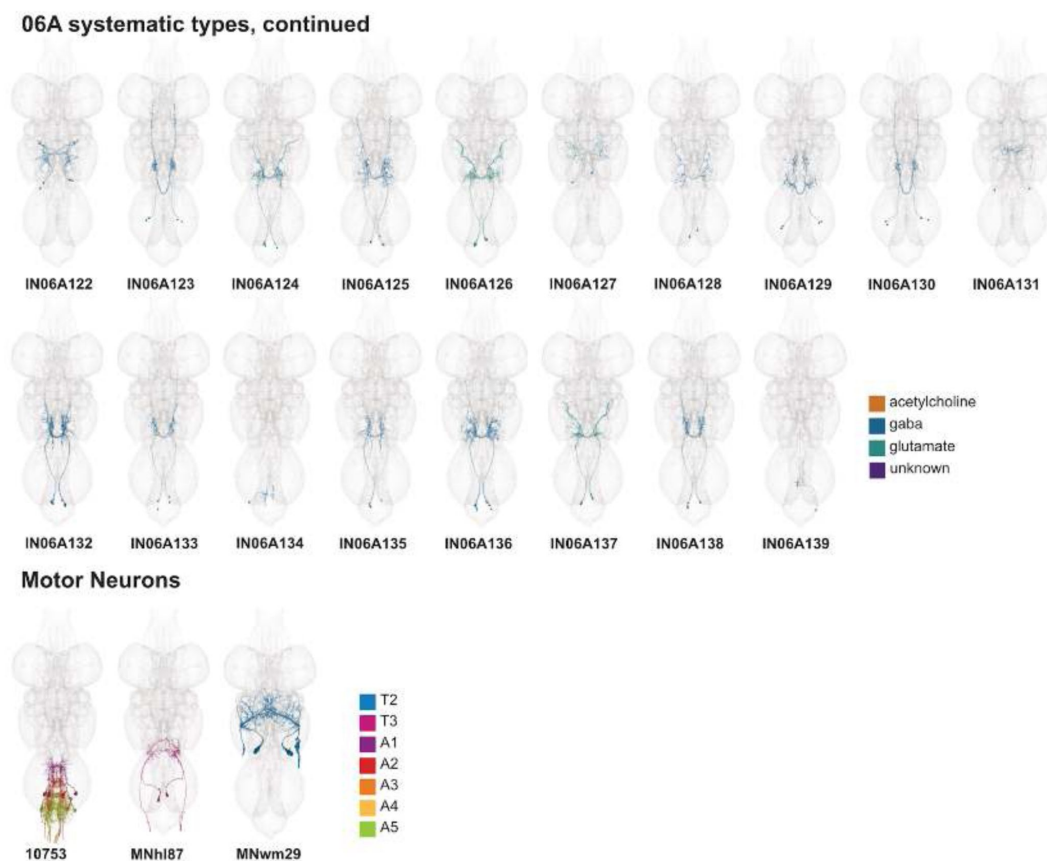 06A systematic types, continued
IN06A122 IN06A123 IN06A124 IN06A125 IN06A126 IN06A127 IN06A128 IN06A129 IN06A130 IN06A131
acetylcholine
gaba
glutamate
unknown
IN06A132 IN06A133 IN06A134 IN06A135 IN06A136 IN06A137 IN06A138 IN06A139
Motor Neurons
T2
T3
A1
A2
A3
A4
A5
10753 MNhl87 MNwm29